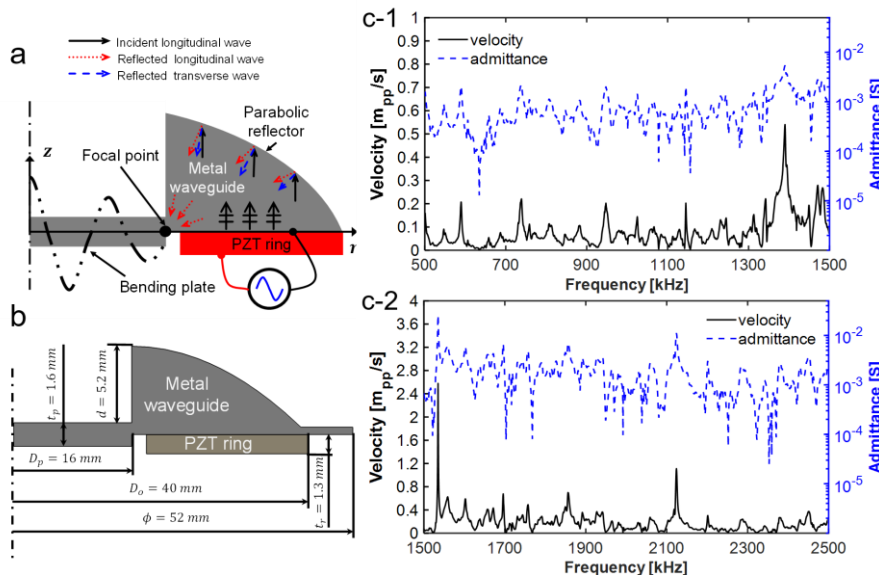 a
Incident longitudinal wave
Reflected longitudinal wave
Reflected transverse wave
Parabolic
reflector
Focal point
z
Metal
waveguide
r
PZT ring
Bending plate
b
t_p = 1.6 mm
d = 5.2 mm
Metal
waveguide
PZT ring
D_p = 16 mm
D_o = 40 mm
t_r = 1.3 mm
ϕ = 52 mm
c-1
velocity
admittance
Velocity [m_pp/s]
1
0.9
0.8
0.7
0.6
0.5
0.4
0.3
0.2
0.1
0
500 700 900 1100 1300 1500
Frequency [kHz]
10^-2
10^-3
10^-4
10^-5
Admittance [S]
c-2
velocity
admittance
Velocity [m_pp/s]
4
3.6
3.2
2.8
2.4
2
1.6
1.2
0.8
0.4
0
1500 1700 1900 2100 2300 2500
Frequency [kHz]
10^-2
10^-3
10^-4
10^-5
Admittance [S]